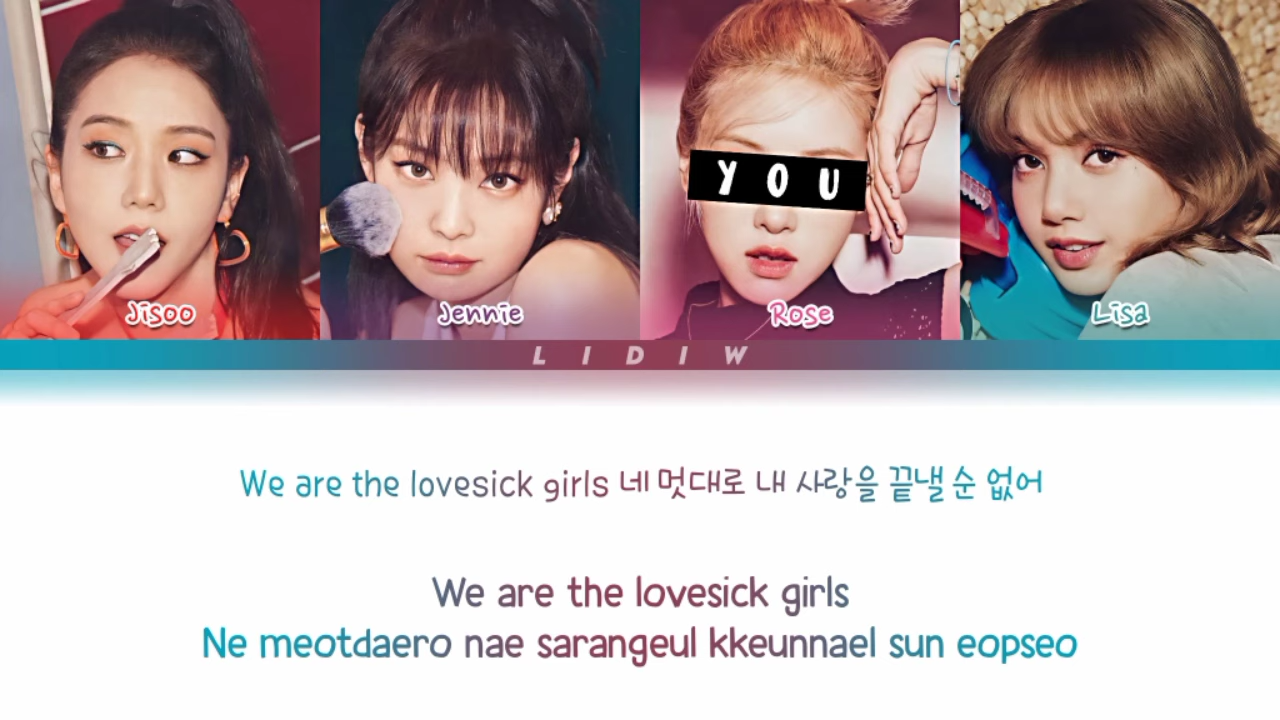 YOU
Jisoo
Jennie
Rose
Lisa
LIDIW
We are the lovesick girls 네 멋대로 내 사랑을 끝낼 순 없어
We are the lovesick girls
Ne meotdaero nae sarangeul kkeunnael sun eopseo